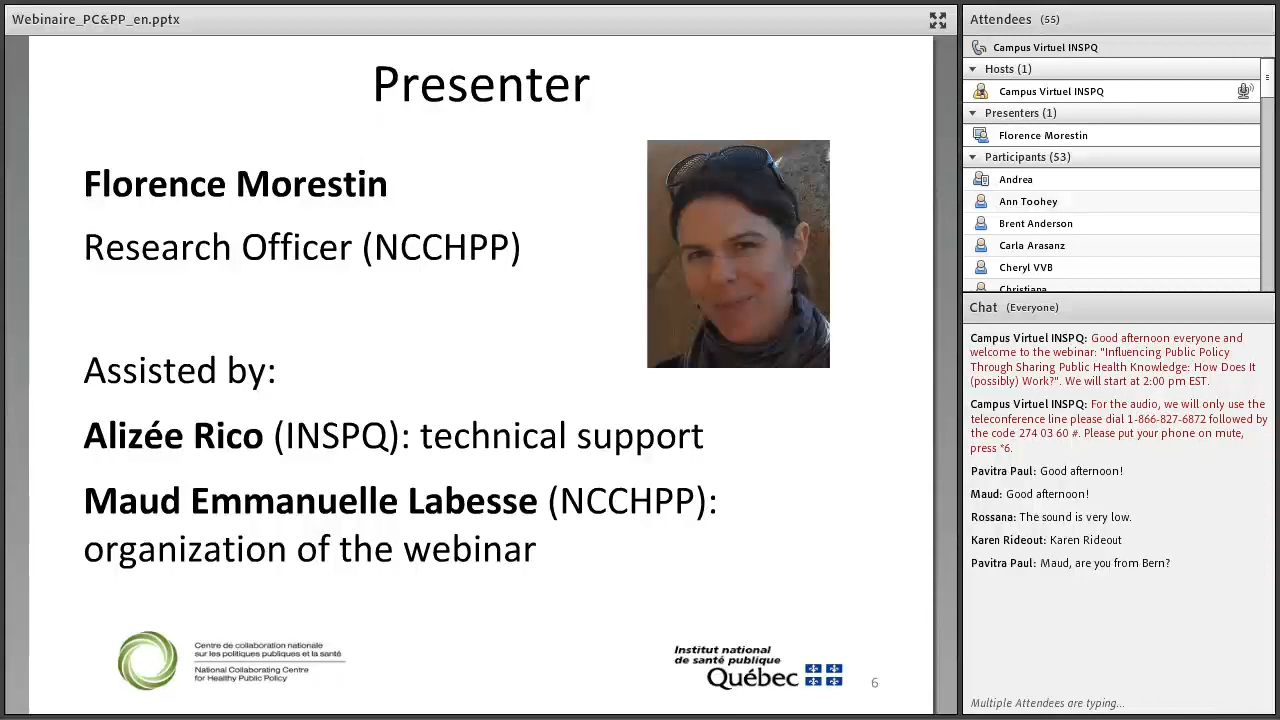 Webinaire_PC&PP_en.pptx
Presenter
Florence Morestin
Research Officer (NCCHPP)
Assisted by:
Alizée Rico (INSPQ): technical support
Maud Emmanuelle Labesse (NCCHPP):
organization of the webinar
Centre de collaboration nationale
sur les politiques publiques et la santé
National Collaborating Centre
for Healthy Public Policy
Institut national
de santé publique
Québec
6
Attendees (55)
Campus Virtuel INSPQ
Hosts (1)
Campus Virtuel INSPQ
Presenters (1)
Florence Morestin
Participants (53)
Andrea
Ann Toohey
Brent Anderson
Carla Arasanz
Cheryl VVB
Christiana
Chat (Everyone)
Campus Virtuel INSPQ: Good afternoon everyone and
welcome to the webinar: "Influencing Public Policy
Through Sharing Public Health Knowledge: How Does It
(possibly) Work?". We will start at 2:00 pm EST.
Campus Virtuel INSPQ: For the audio, we will only use the
teleconference line please dial 1-866-827-6872 followed by
the code 274 03 60 #. Please put your phone on mute,
press *6.
Pavitra Paul: Good afternoon!
Maud: Good afternoon!
Rossana: The sound is very low.
Karen Rideout: Karen Rideout
Pavitra Paul: Maud, are you from Bern?
Multiple Attendees are typing...